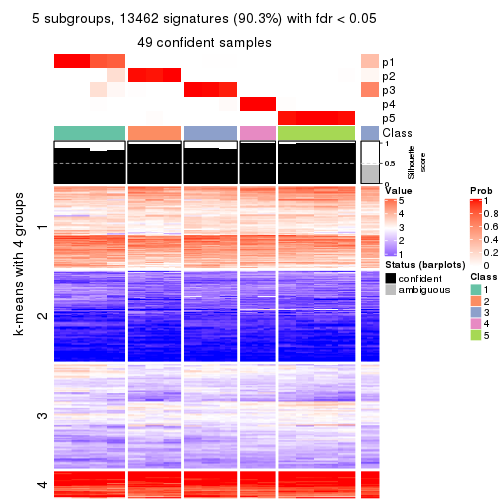 5 subgroups, 13462 signatures (90.3%) with fdr < 0.05
49 confident samples
p1
p2
p3
p4
p5
Class
1
0.5
0
Silhouette
score
k-means with 4 groups
1
2
3
4
Value
5
4
3
2
1
Status (barplots)
confident
ambiguous
Prob
1
0.8
0.6
0.4
0.2
0
Class
1
2
3
4
5